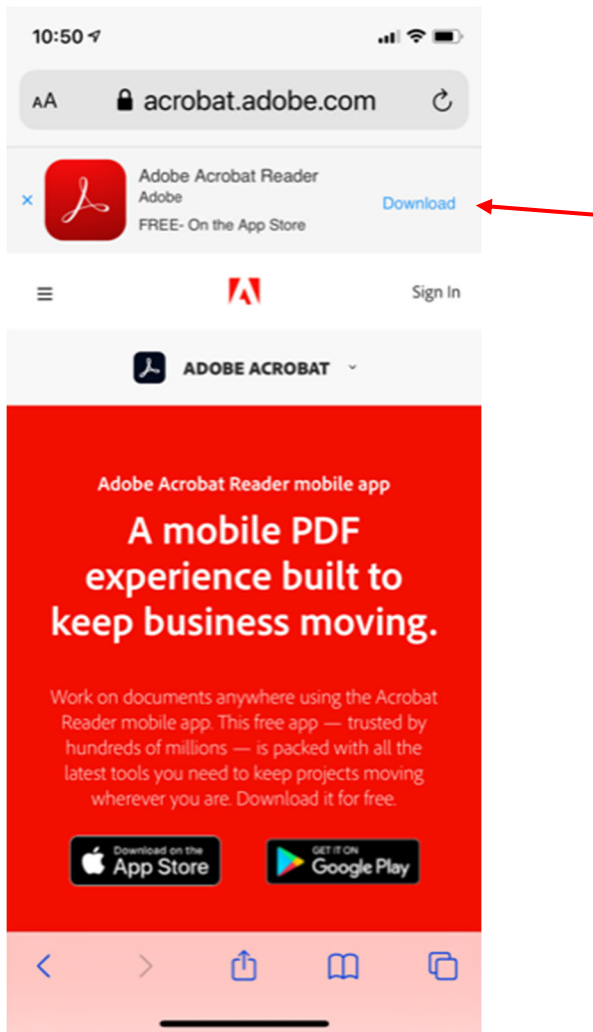 10:50
AA acrobat.adobe.com
Adobe Acrobat Reader
Adobe
FREE- On the App Store
Download
Sign In
ADOBE ACROBAT
Adobe Acrobat Reader mobile app
A mobile PDF
experience built to
keep business moving.
Work on documents anywhere using the Acrobat
Reader mobile app. This free app — trusted by
hundreds of millions — is packed with all the
latest tools you need to keep projects moving
wherever you are. Download it for free.
Download on the
App Store
GET IT ON
Google Play